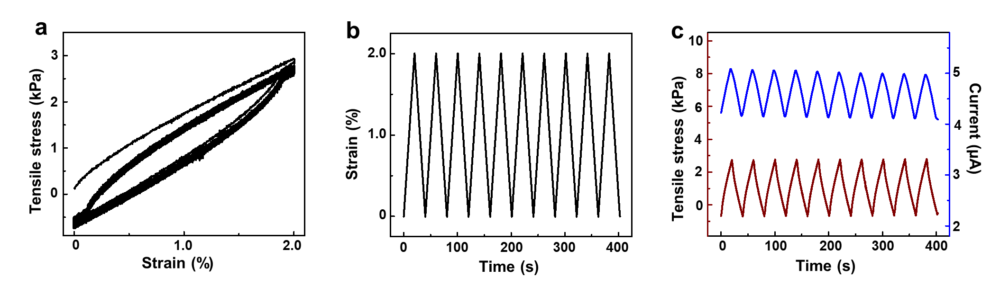 a
Tensile stress (kPa)
3
2
1
0
0 1.0 2.0
Strain (%)
b
Strain (%)
2.0
1.0
0
0 100 200 300 400
Time (s)
c
Tensile stress (kPa)
10
8
6
4
2
0
0 100 200 300 400
Time (s)
5
4
3
2
Current (µA)